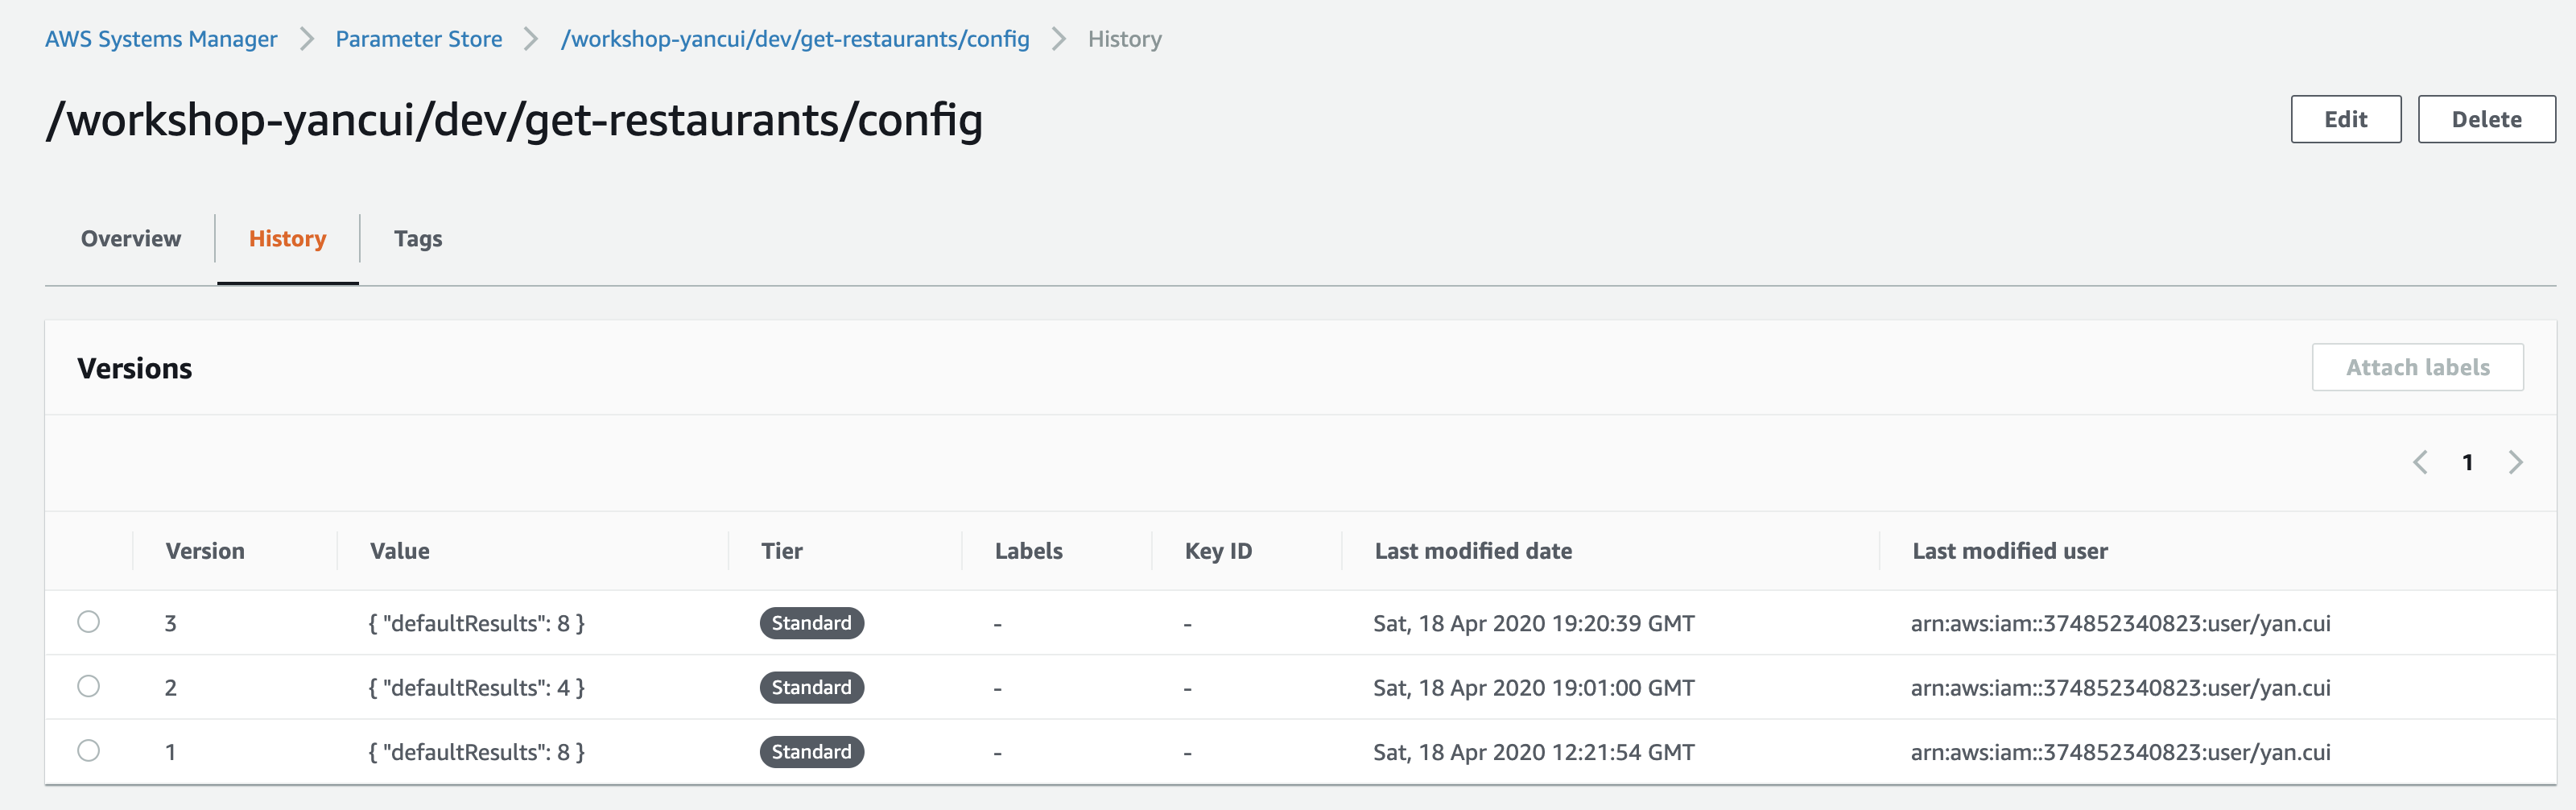 AWS Systems Manager > Parameter Store > /workshop-yancui/dev/get-restaurants/config > History
/workshop-yancui/dev/get-restaurants/config Edit Delete
Overview History Tags
Versions Attach labels
< 1 >
Version Value Tier Labels Key ID Last modified date Last modified user
3 { "defaultResults": 8 } Standard - - Sat, 18 Apr 2020 19:20:39 GMT arn:aws:iam::374852340823:user/yan.cui
2 { "defaultResults": 4 } Standard - - Sat, 18 Apr 2020 19:01:00 GMT arn:aws:iam::374852340823:user/yan.cui
1 { "defaultResults": 8 } Standard - - Sat, 18 Apr 2020 12:21:54 GMT arn:aws:iam::374852340823:user/yan.cui